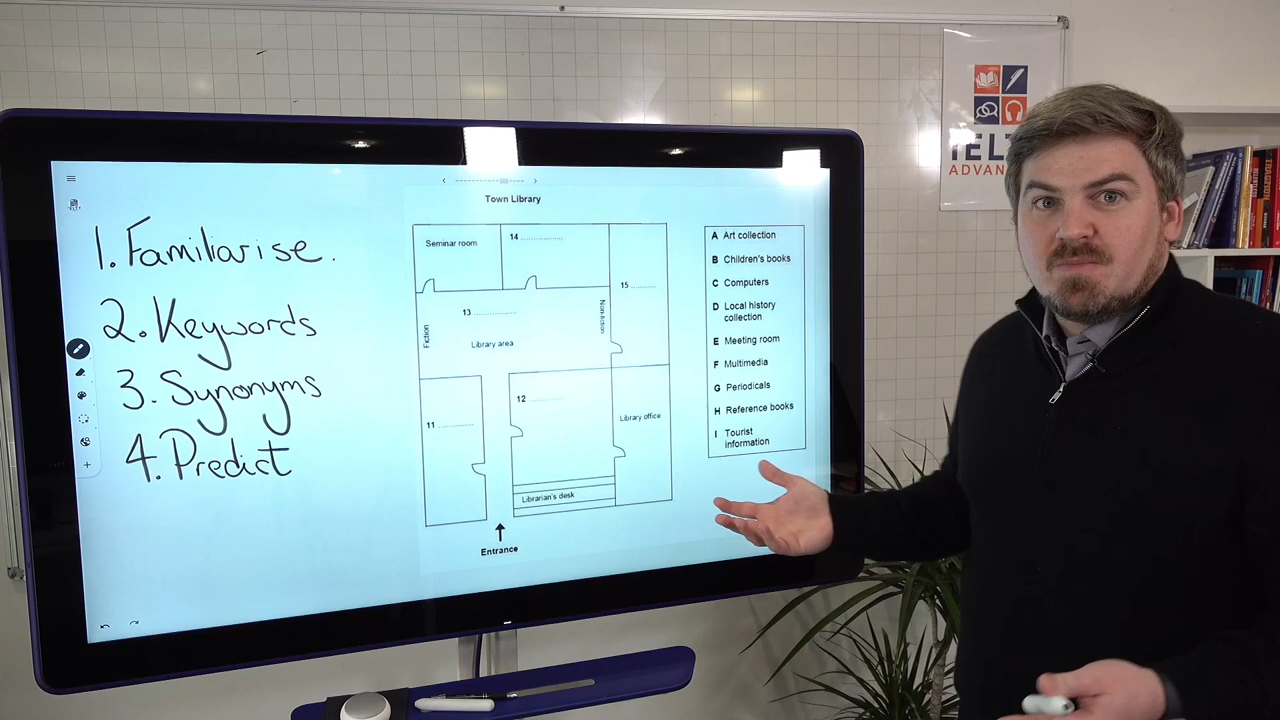 1. Familiarise.
2. Keywords
3. Synonyms
4. Predict
Town Library
Seminar room
14
15
13
Fiction
Non-fiction
Library area
11
12
Library office
Librarian's desk
Entrance
A Art collection
B Children's books
C Computers
D Local history
collection
E Meeting room
F Multimedia
G Periodicals
H Reference books
I Tourist
information